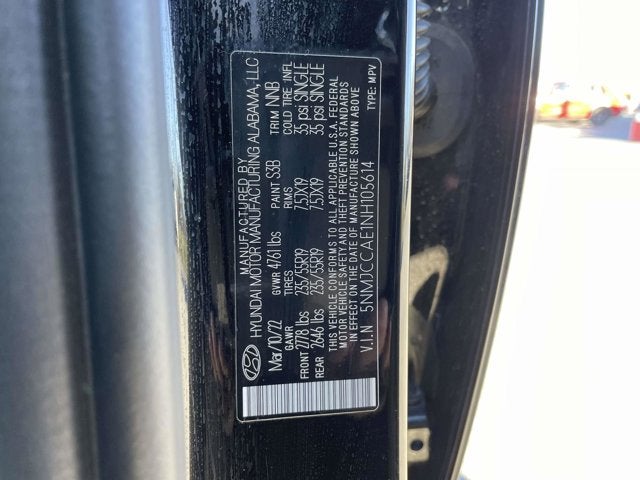 MANUFACTURED BY
HYUNDAI MOTOR MANUFACTURING ALABAMA, LLC
Mar/10/22 GVWR 4761 lbs PAINT S3B TRIM NNB
GAWR TIRES RIMS COLD TIRE INFL
FRONT 2778 lbs 235/55R19 7.5JX19 35 psi SINGLE
REAR 2646 lbs 235/55R19 7.5JX19 35 psi SINGLE
THIS VEHICLE CONFORMS TO ALL APPLICABLE U.S.A. FEDERAL
MOTOR VEHICLE SAFETY AND THEFT PREVENTION STANDARDS
IN EFFECT ON THE DATE OF MANUFACTURE SHOWN ABOVE
V.I.N 5NMJCCAE1NH105614 TYPE: MPV